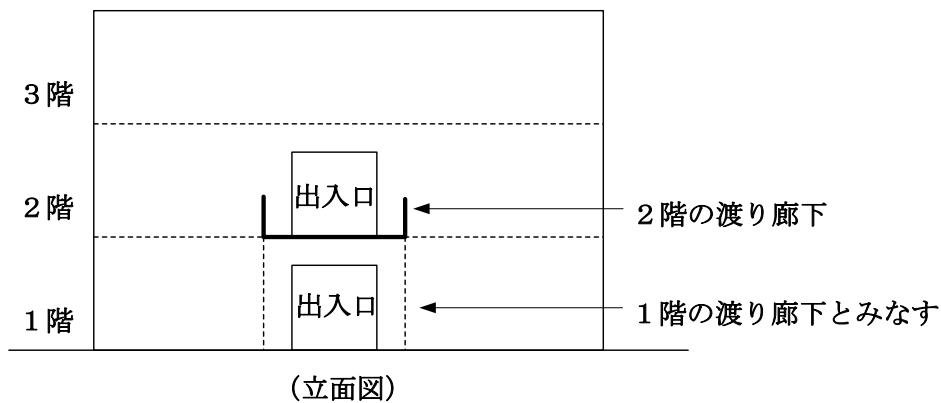 3階
出入口
2階
2階の渡り廊下
出入口
1階の渡り廊下とみなす
1階
(立面図)